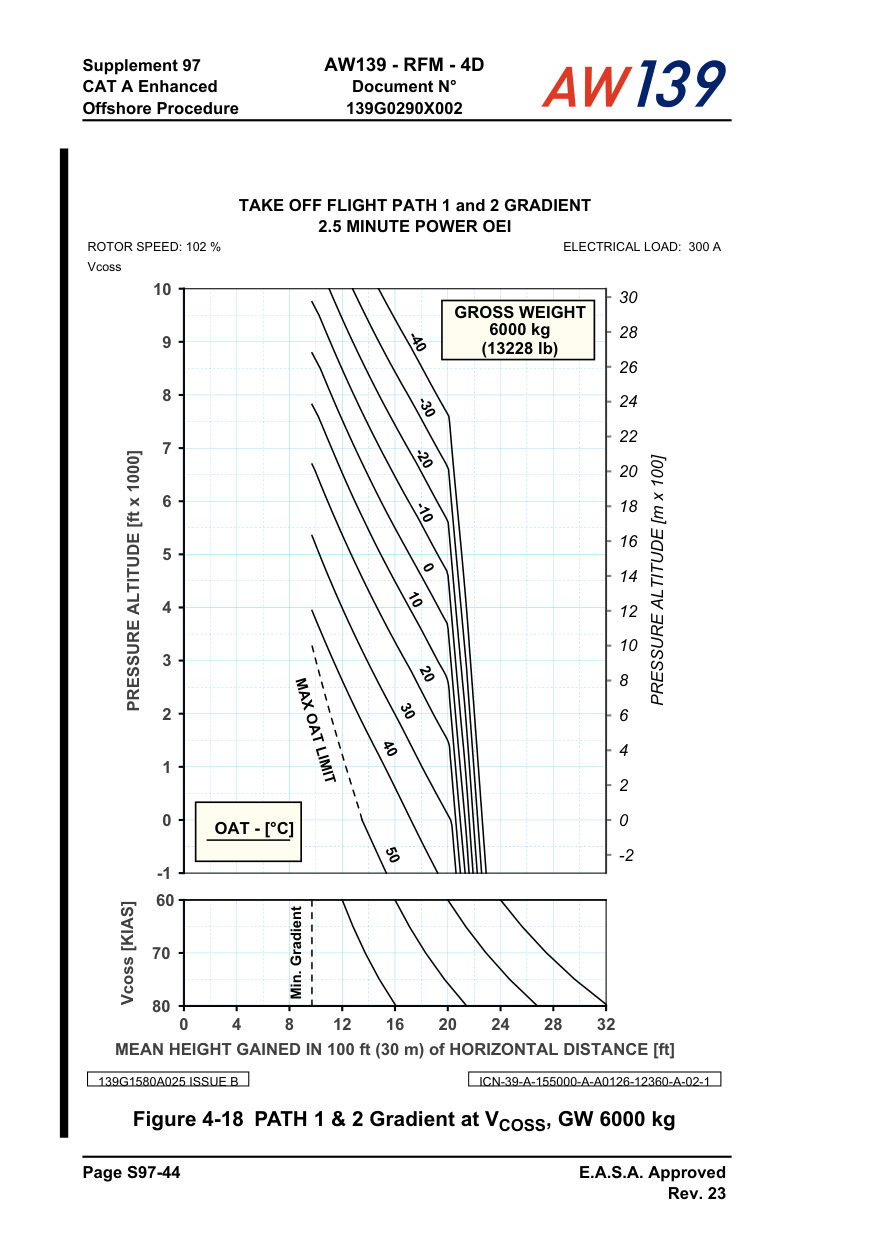 Supplement 97
CAT A Enhanced
Offshore Procedure
AW139 - RFM - 4D
Document N°
139G0290X002
AW139
TAKE OFF FLIGHT PATH 1 and 2 GRADIENT
2.5 MINUTE POWER OEI
ROTOR SPEED: 102 %
ELECTRICAL LOAD: 300 A
Vcoss
GROSS WEIGHT
6000 kg
(13228 lb)
PRESSURE ALTITUDE [ft x 1000]
10
9
8
7
6
5
4
3
2
1
0
-1
-40
-30
-20
-10
0
10
20
30
40
50
MAX OAT LIMIT
OAT - [°C]
30
28
26
24
22
20
18
16
14
12
10
8
6
4
2
0
-2
PRESSURE ALTITUDE [m x 100]
Vcoss [KIAS]
60
70
80
Min. Gradient
0 4 8 12 16 20 24 28 32
MEAN HEIGHT GAINED IN 100 ft (30 m) of HORIZONTAL DISTANCE [ft]
139G1580A025 ISSUE B
ICN-39-A-155000-A-A0126-12360-A-02-1
Figure 4-18 PATH 1 & 2 Gradient at VCOSS, GW 6000 kg
Page S97-44
E.A.S.A. Approved
Rev. 23